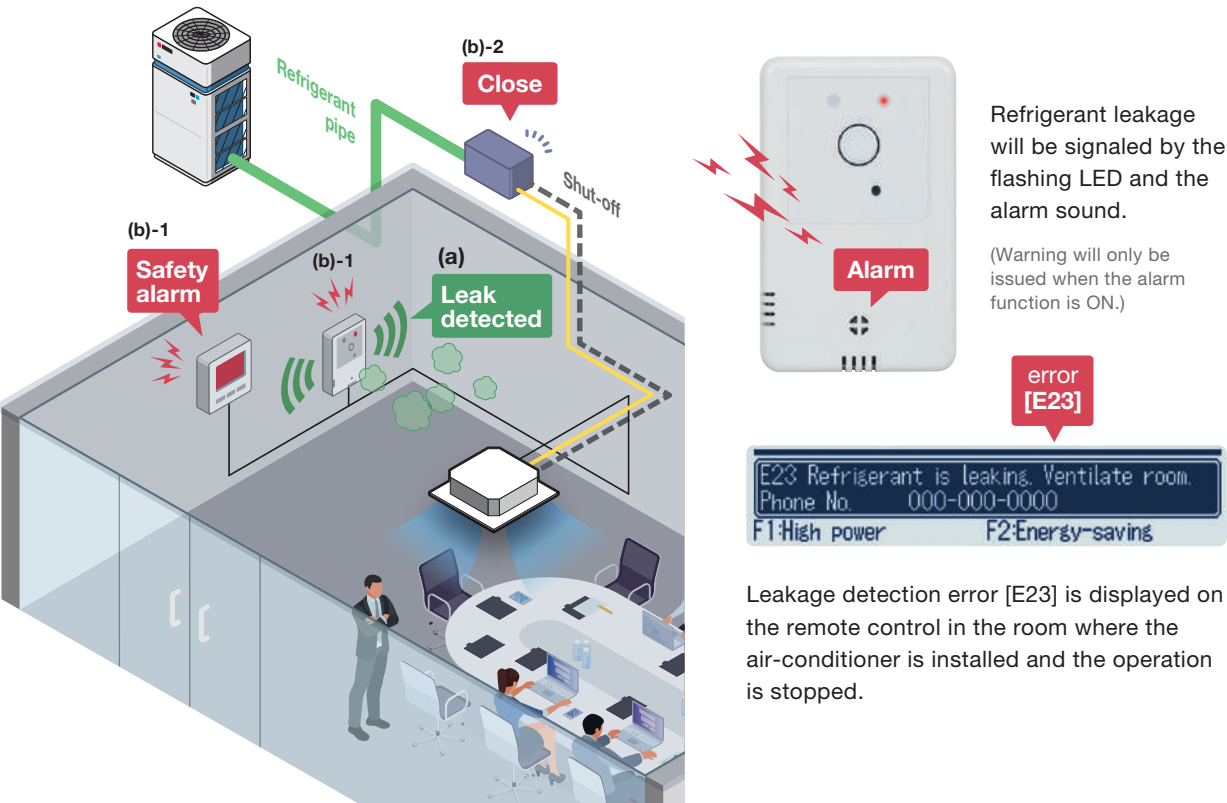 (b)-2
Close
Refrigerant
pipe
Shut-off
(b)-1
Safety
alarm
(b)-1
(a)
Leak
detected
Alarm
Refrigerant leakage
will be signaled by the
flashing LED and the
alarm sound.
(Warning will only be
issued when the alarm
function is ON.)
error
[E23]
E23 Refrigerant is leaking. Ventilate room.
Phone No. 000-000-0000
F1:High power F2:Energy-saving
Leakage detection error [E23] is displayed on
the remote control in the room where the
air-conditioner is installed and the operation
is stopped.